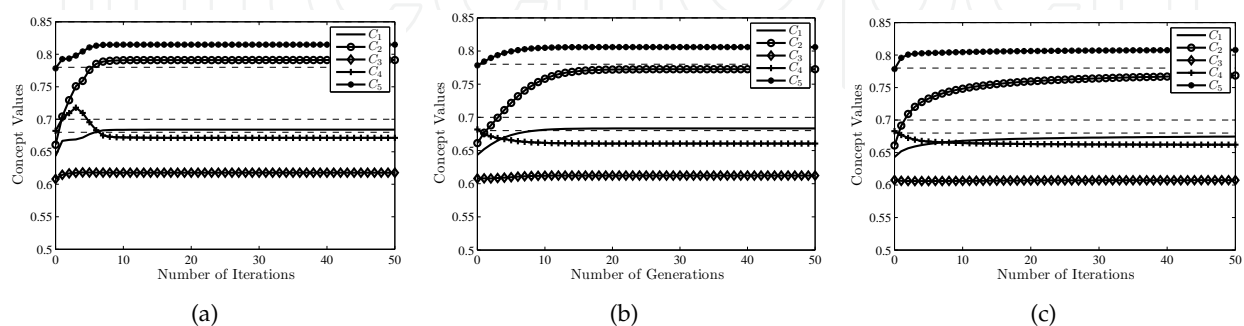 0.85
0.8
0.75
0.7
0.65
0.6
0.55
0.5
0 10 20 30 40 50
Concept Values
Number of Iterations
C1
C2
C3
C4
C5
(a)
0.85
0.8
0.75
0.7
0.65
0.6
0.55
0.5
0 10 20 30 40 50
Concept Values
Number of Generations
C1
C2
C3
C4
C5
(b)
0.85
0.8
0.75
0.7
0.65
0.6
0.55
0.5
0 10 20 30 40 50
Concept Values
Number of Iterations
C1
C2
C3
C4
C5
(c)